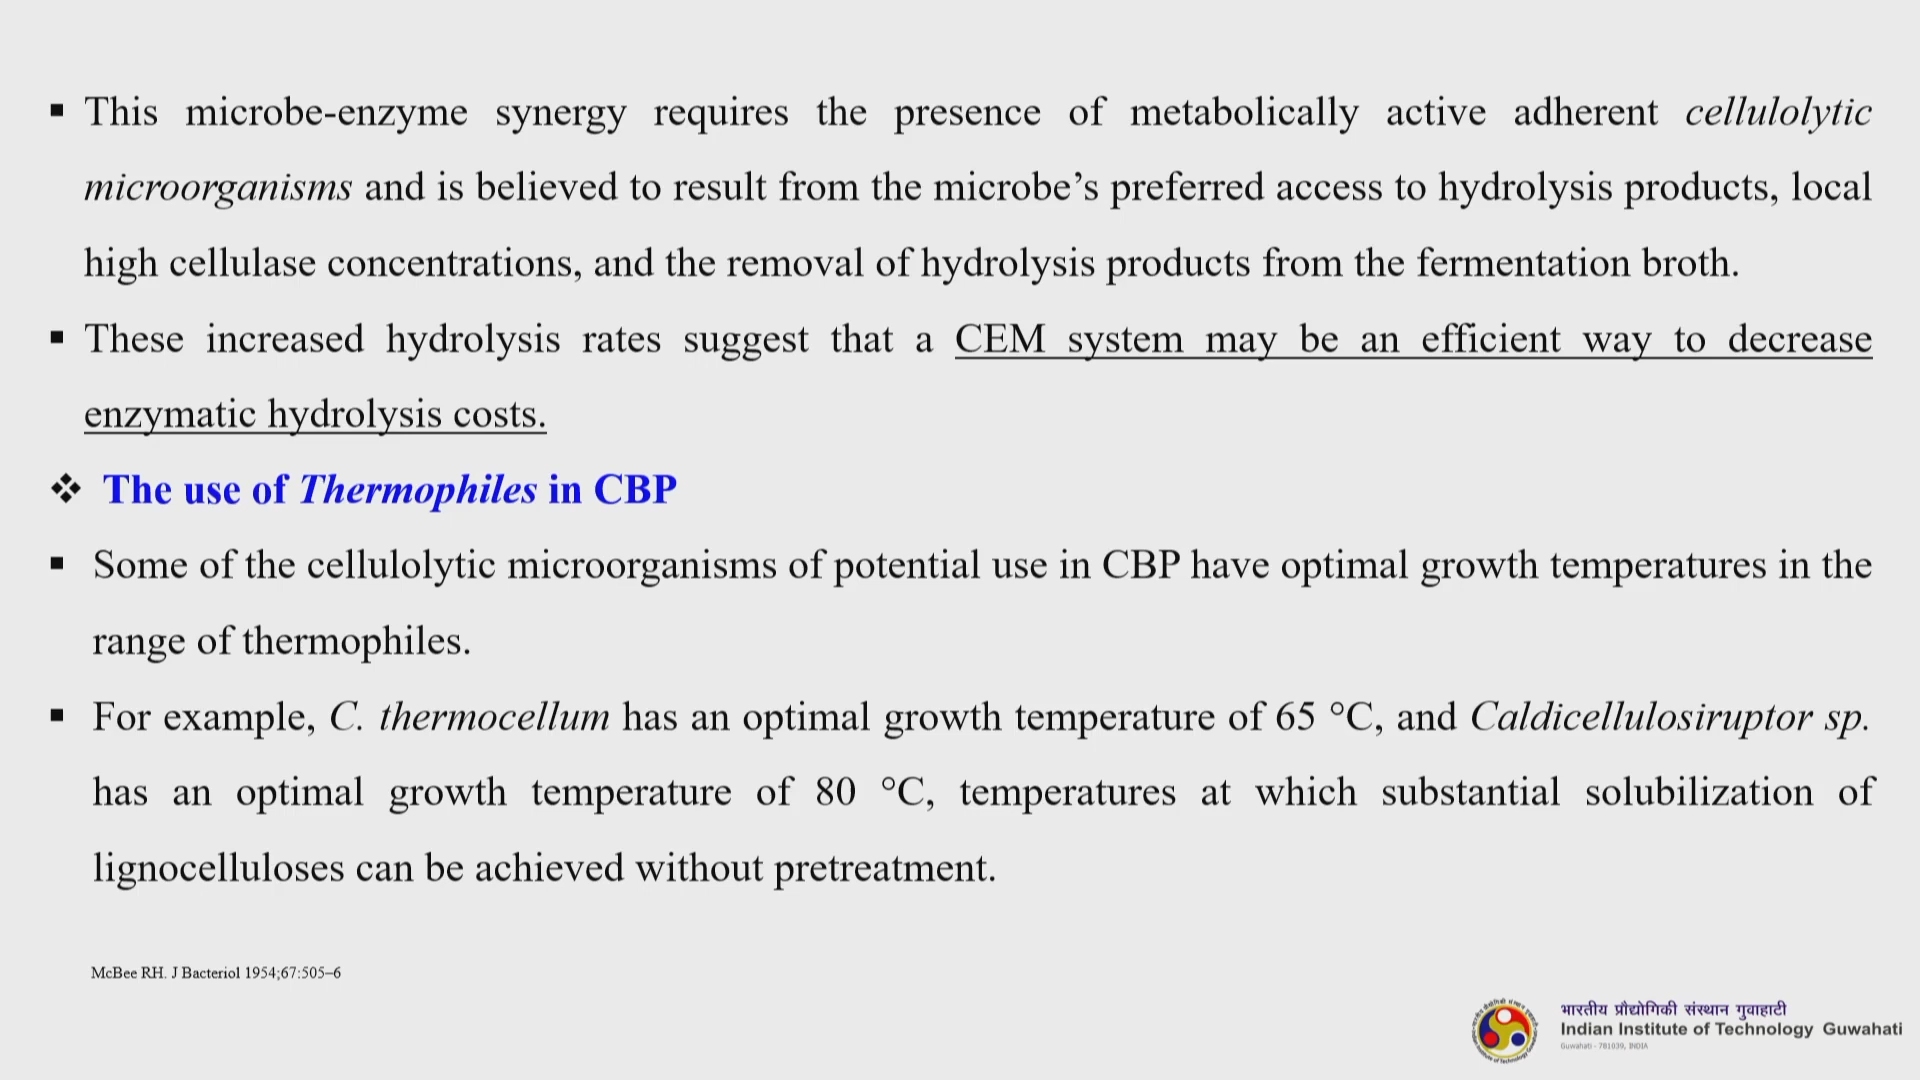 ▪ This microbe-enzyme synergy requires the presence of metabolically active adherent cellulolytic
microorganisms and is believed to result from the microbe’s preferred access to hydrolysis products, local
high cellulase concentrations, and the removal of hydrolysis products from the fermentation broth.
▪ These increased hydrolysis rates suggest that a CEM system may be an efficient way to decrease
enzymatic hydrolysis costs.
❖ The use of Thermophiles in CBP
▪ Some of the cellulolytic microorganisms of potential use in CBP have optimal growth temperatures in the
range of thermophiles.
▪ For example, C. thermocellum has an optimal growth temperature of 65 °C, and Caldicellulosiruptor sp.
has an optimal growth temperature of 80 °C, temperatures at which substantial solubilization of
lignocelluloses can be achieved without pretreatment.
McBee RH. J Bacteriol 1954;67:505–6
भारतीय प्रौद्योगिकी संस्थान गुवाहाटी
Indian Institute of Technology Guwahati
Guwahati - 781039, INDIA